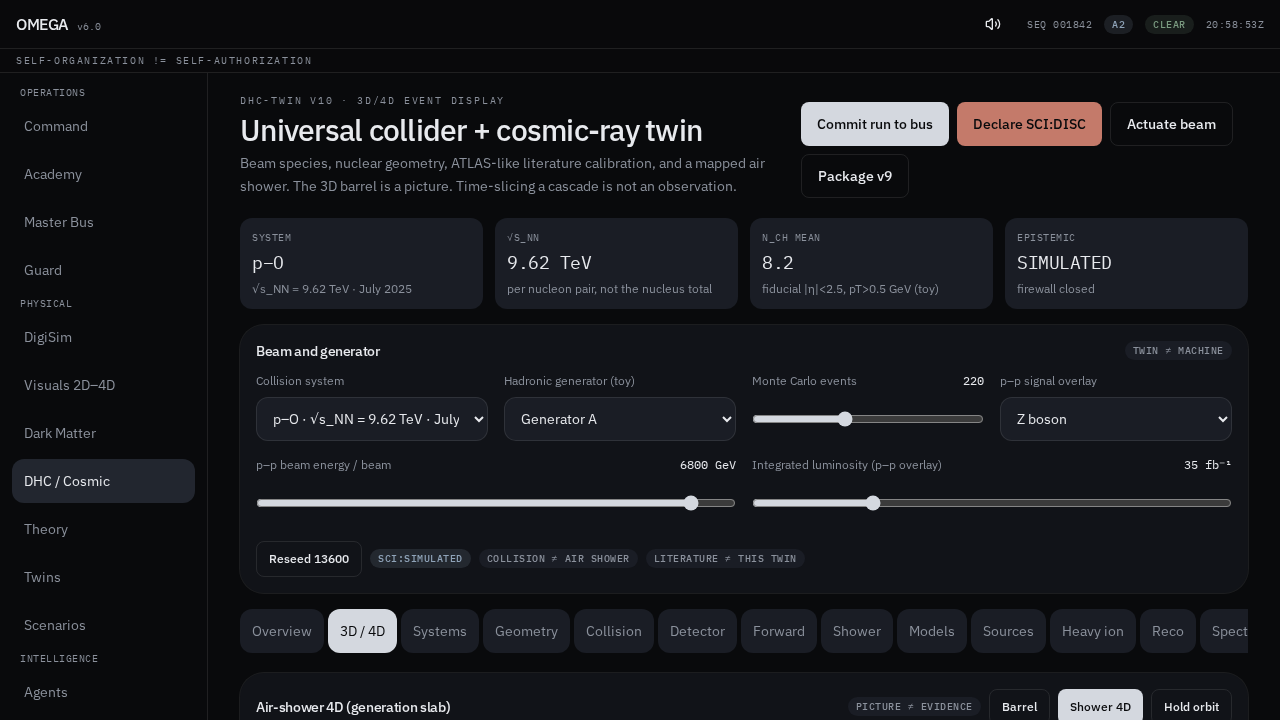 OMEGA v6.0
SEQ 001842 A2 CLEAR 20:58:53Z
SELF-ORGANIZATION != SELF-AUTHORIZATION
OPERATIONS
Command
Academy
Master Bus
Guard
PHYSICAL
DigiSim
Visuals 2D–4D
Dark Matter
DHC / Cosmic
Theory
Twins
Scenarios
INTELLIGENCE
Agents
DHC-TWIN V10 · 3D/4D EVENT DISPLAY
Universal collider + cosmic-ray twin
Beam species, nuclear geometry, ATLAS-like literature calibration, and a mapped air
shower. The 3D barrel is a picture. Time-slicing a cascade is not an observation.
Commit run to bus
Declare SCI:DISC
Actuate beam
Package v9
SYSTEM
p–O
√s_NN = 9.62 TeV · July 2025
√S_NN
9.62 TeV
per nucleon pair, not the nucleus total
N_CH MEAN
8.2
fiducial |η|<2.5, pT>0.5 GeV (toy)
EPISTEMIC
SIMULATED
firewall closed
Beam and generator
TWIN ≠ MACHINE
Collision system
p–O · √s_NN = 9.62 TeV · July
Hadronic generator (toy)
Generator A
Monte Carlo events 220
p–p signal overlay
Z boson
p–p beam energy / beam 6800 GeV
Integrated luminosity (p–p overlay) 35 fb⁻¹
Reseed 13600
SCI:SIMULATED
COLLISION ≠ AIR SHOWER
LITERATURE ≠ THIS TWIN
Overview
3D / 4D
Systems
Geometry
Collision
Detector
Forward
Shower
Models
Sources
Heavy ion
Reco
Spect
Air-shower 4D (generation slab)
PICTURE ≠ EVIDENCE
Barrel
Shower 4D
Hold orbit